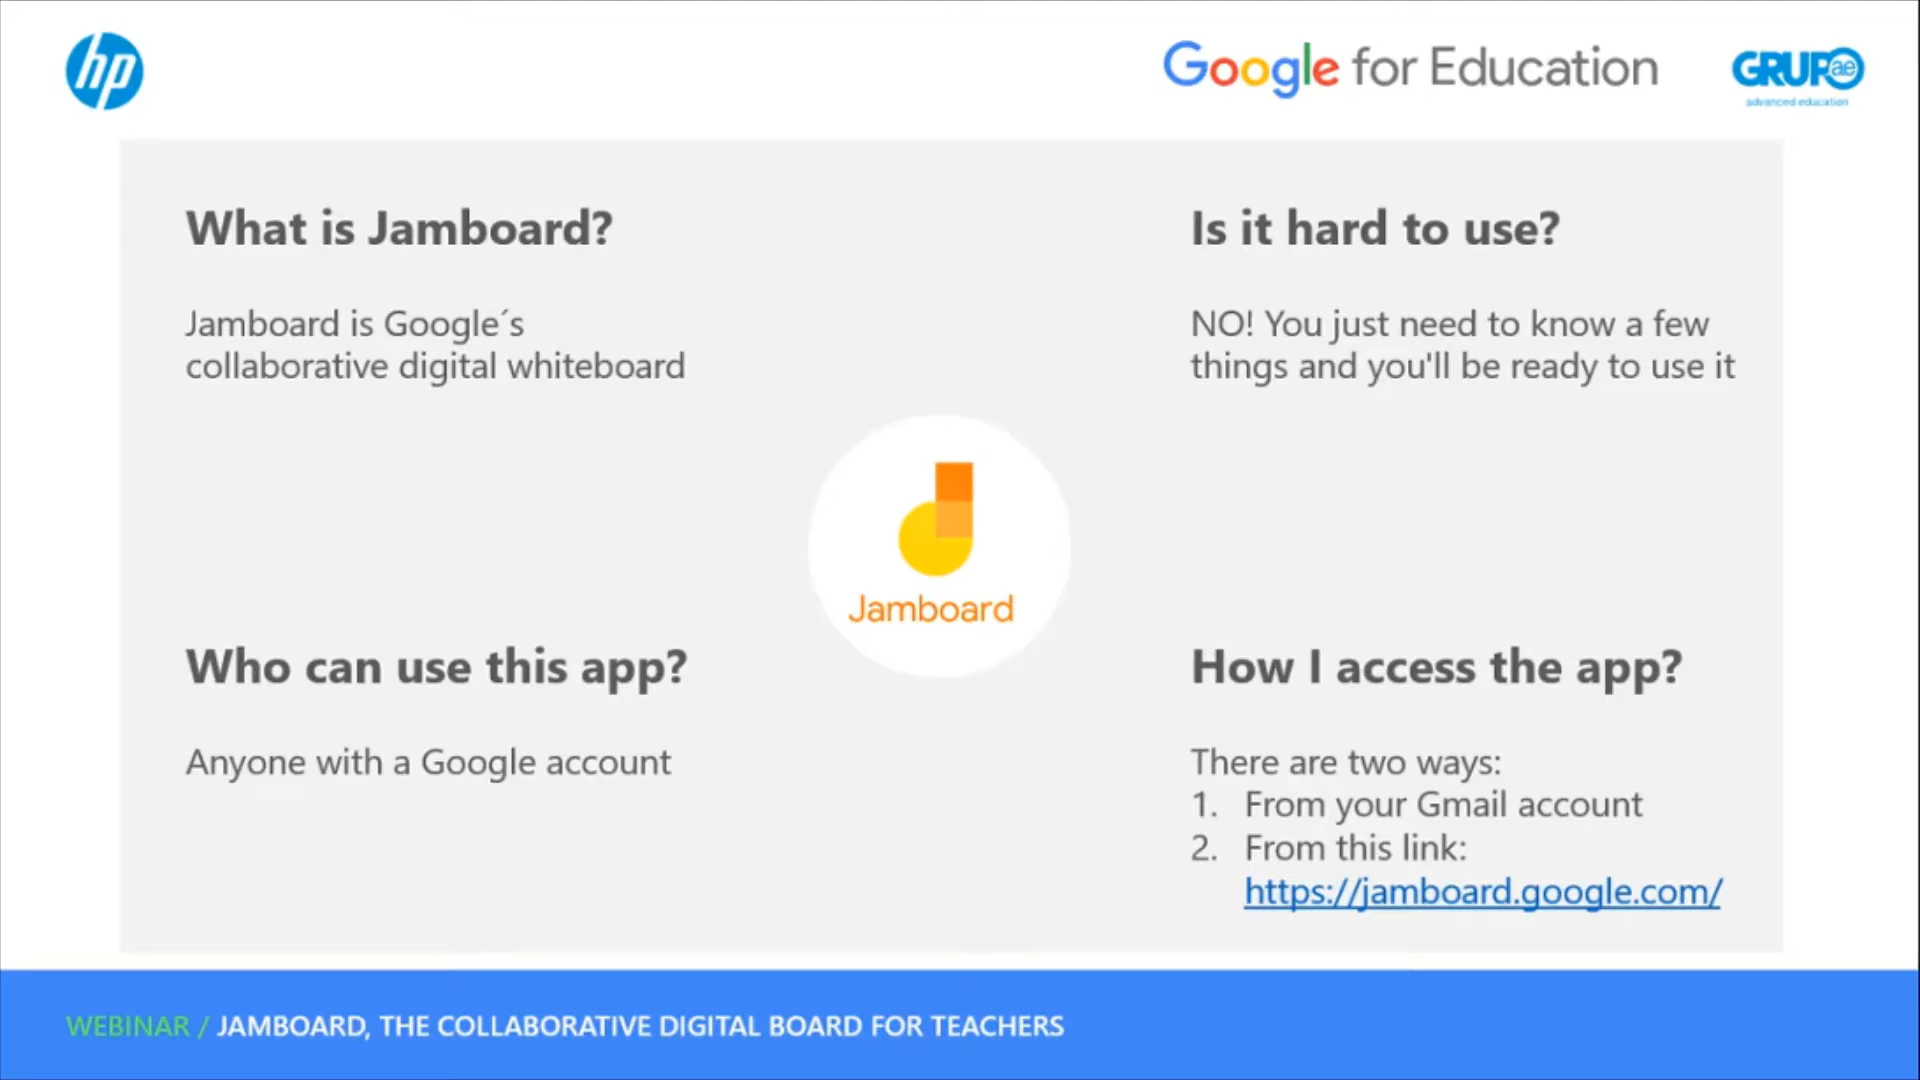 hp
Google for Education
GRUPO ae
advanced education
What is Jamboard?
Jamboard is Google´s
collaborative digital whiteboard
Is it hard to use?
NO! You just need to know a few
things and you'll be ready to use it
Jamboard
Who can use this app?
Anyone with a Google account
How I access the app?
There are two ways:
1. From your Gmail account
2. From this link:
https://jamboard.google.com/
WEBINAR / JAMBOARD, THE COLLABORATIVE DIGITAL BOARD FOR TEACHERS